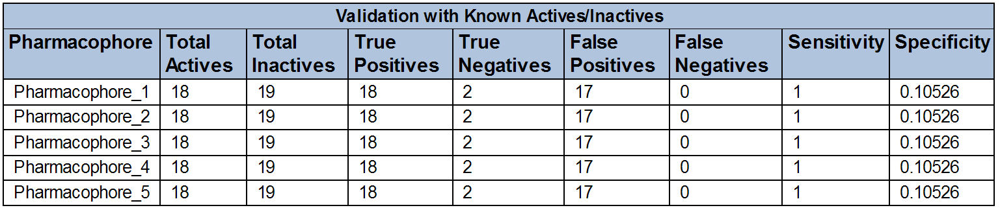 Validation with Known Actives/Inactives
Pharmacophore Total Actives Total Inactives True Positives True Negatives False Positives False Negatives Sensitivity Specificity
Pharmacophore_1 18 19 18 2 17 0 1 0.10526
Pharmacophore_2 18 19 18 2 17 0 1 0.10526
Pharmacophore_3 18 19 18 2 17 0 1 0.10526
Pharmacophore_4 18 19 18 2 17 0 1 0.10526
Pharmacophore_5 18 19 18 2 17 0 1 0.10526